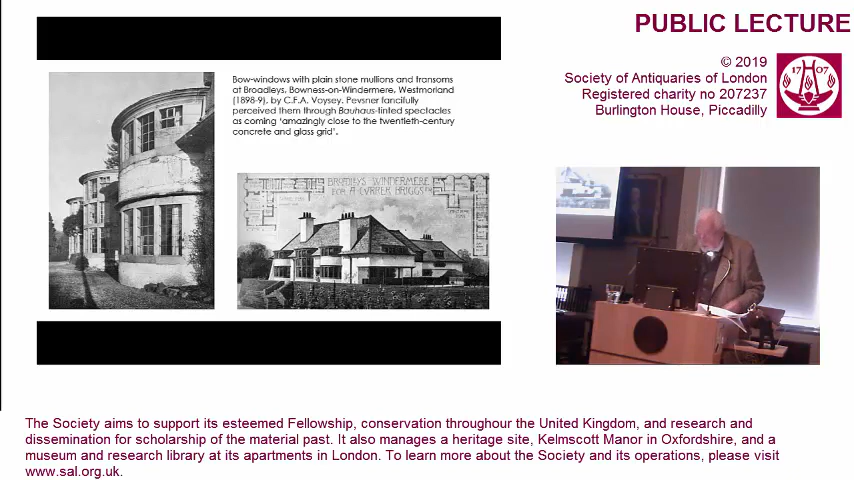 PUBLIC LECTURE
© 2019
Society of Antiquaries of London
Registered charity no 207237
Burlington House, Piccadilly
17 07
Bow-windows with plain stone mullions and transoms
at Broadleys, Bowness-on-Windermere, Westmorland
(1898-9), by C.F.A. Voysey. Pevsner fancifully
perceived them through Bauhaus-tinted spectacles
as coming 'amazingly close to the twentieth-century
concrete and glass grid'.
BROADLEYS WINDERMERE
FOR A CURRER BRIGGS
The Society aims to support its esteemed Fellowship, conservation throughour the United Kingdom, and research and
dissemination for scholarship of the material past. It also manages a heritage site, Kelmscott Manor in Oxfordshire, and a
museum and research library at its apartments in London. To learn more about the Society and its operations, please visit
www.sal.org.uk.